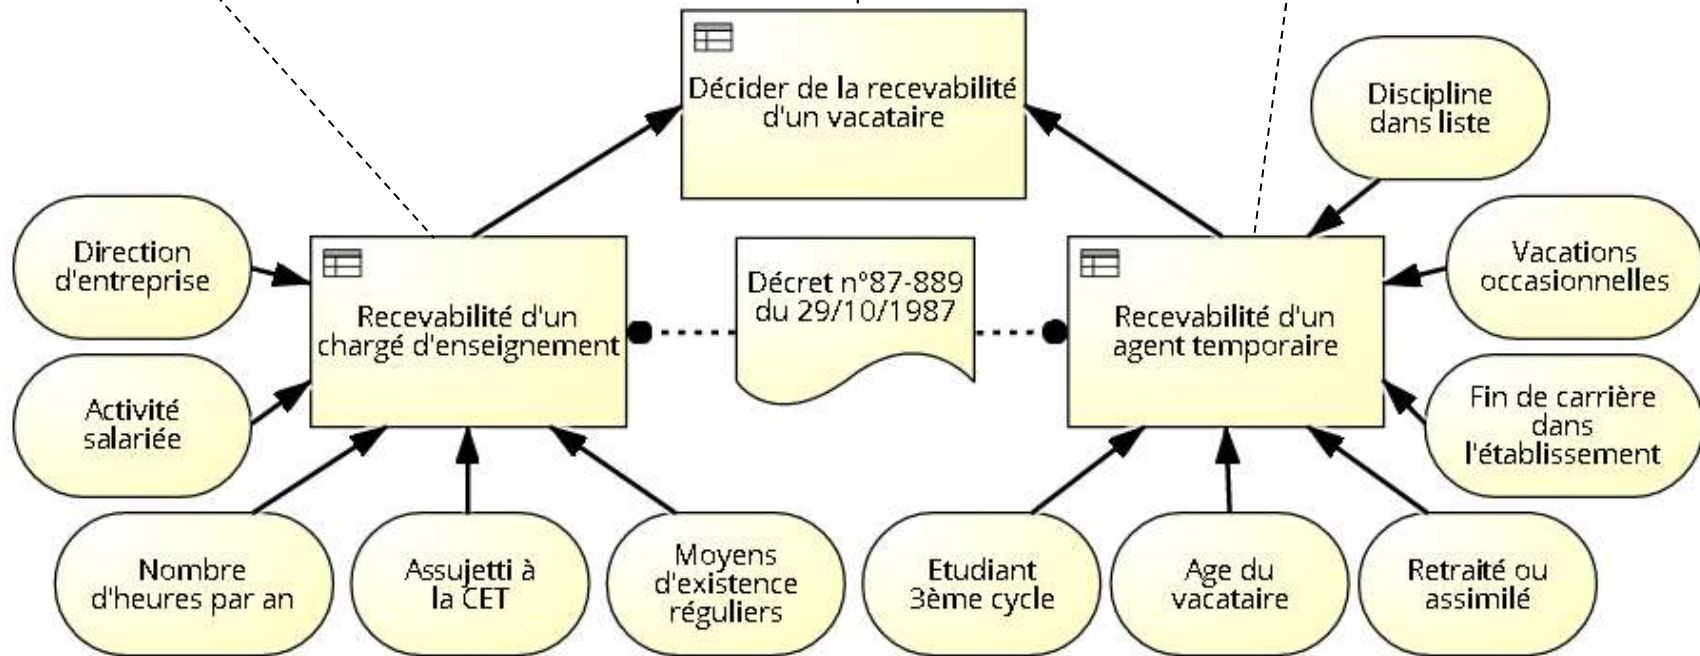 Décider de la recevabilité
d'un vacataire
Discipline
dans liste
Direction
d'entreprise
Recevabilité d'un
chargé d'enseignement
Décret n°87-889
du 29/10/1987
Recevabilité d'un
agent temporaire
Vacations
occasionnelles
Activité
salariée
Fin de carrière
dans
l'établissement
Nombre
d'heures par an
Assujetti à
la CET
Moyens
d'existence
réguliers
Etudiant
3ème cycle
Age du
vacataire
Retraité ou
assimilé